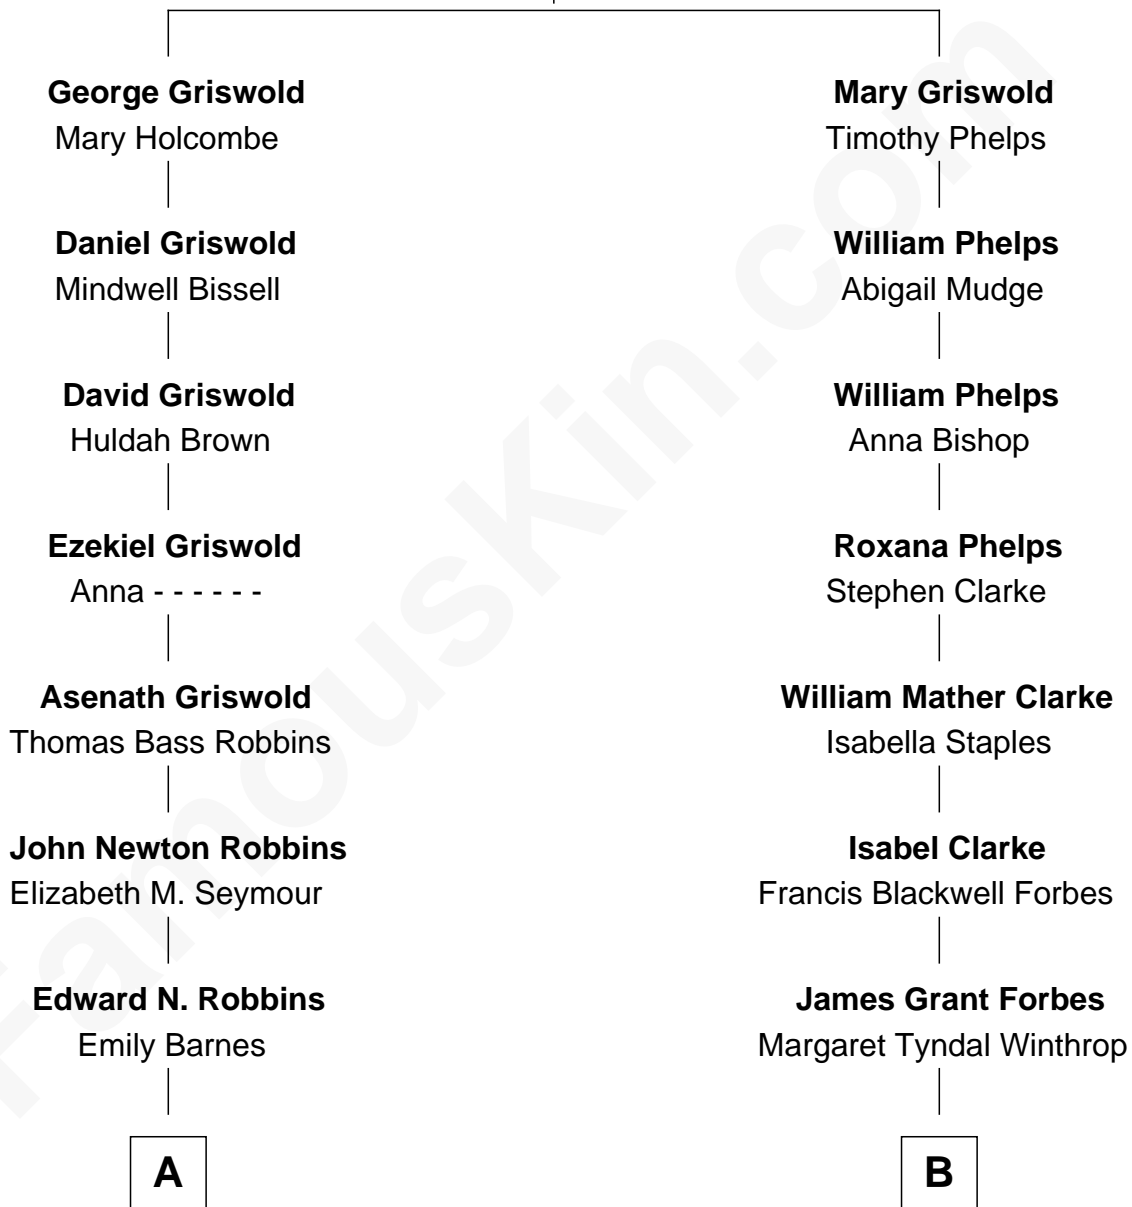 George Griswold
Mary Holcombe
Daniel Griswold
Mindwell Bissell
David Griswold
Huldah Brown
Ezekiel Griswold
Anna - - - - - -
Asenath Griswold
Thomas Bass Robbins
John Newton Robbins
Elizabeth M. Seymour
Edward N. Robbins
Emily Barnes
A
Mary Griswold
Timothy Phelps
William Phelps
Abigail Mudge
William Phelps
Anna Bishop
Roxana Phelps
Stephen Clarke
William Mather Clarke
Isabella Staples
Isabel Clarke
Francis Blackwell Forbes
James Grant Forbes
Margaret Tyndal Winthrop
B
FamousKin.com